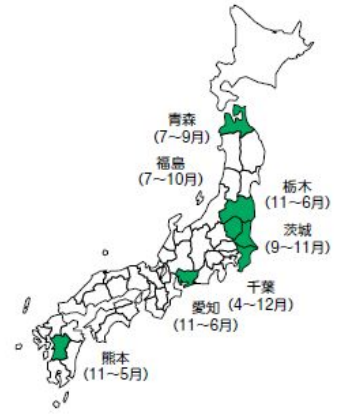 青森
(7〜9月)
福島
(7〜10月)
栃木
(11〜6月)
茨城
(9〜11月)
千葉
(4〜12月)
愛知
(11〜6月)
熊本
(11〜5月)